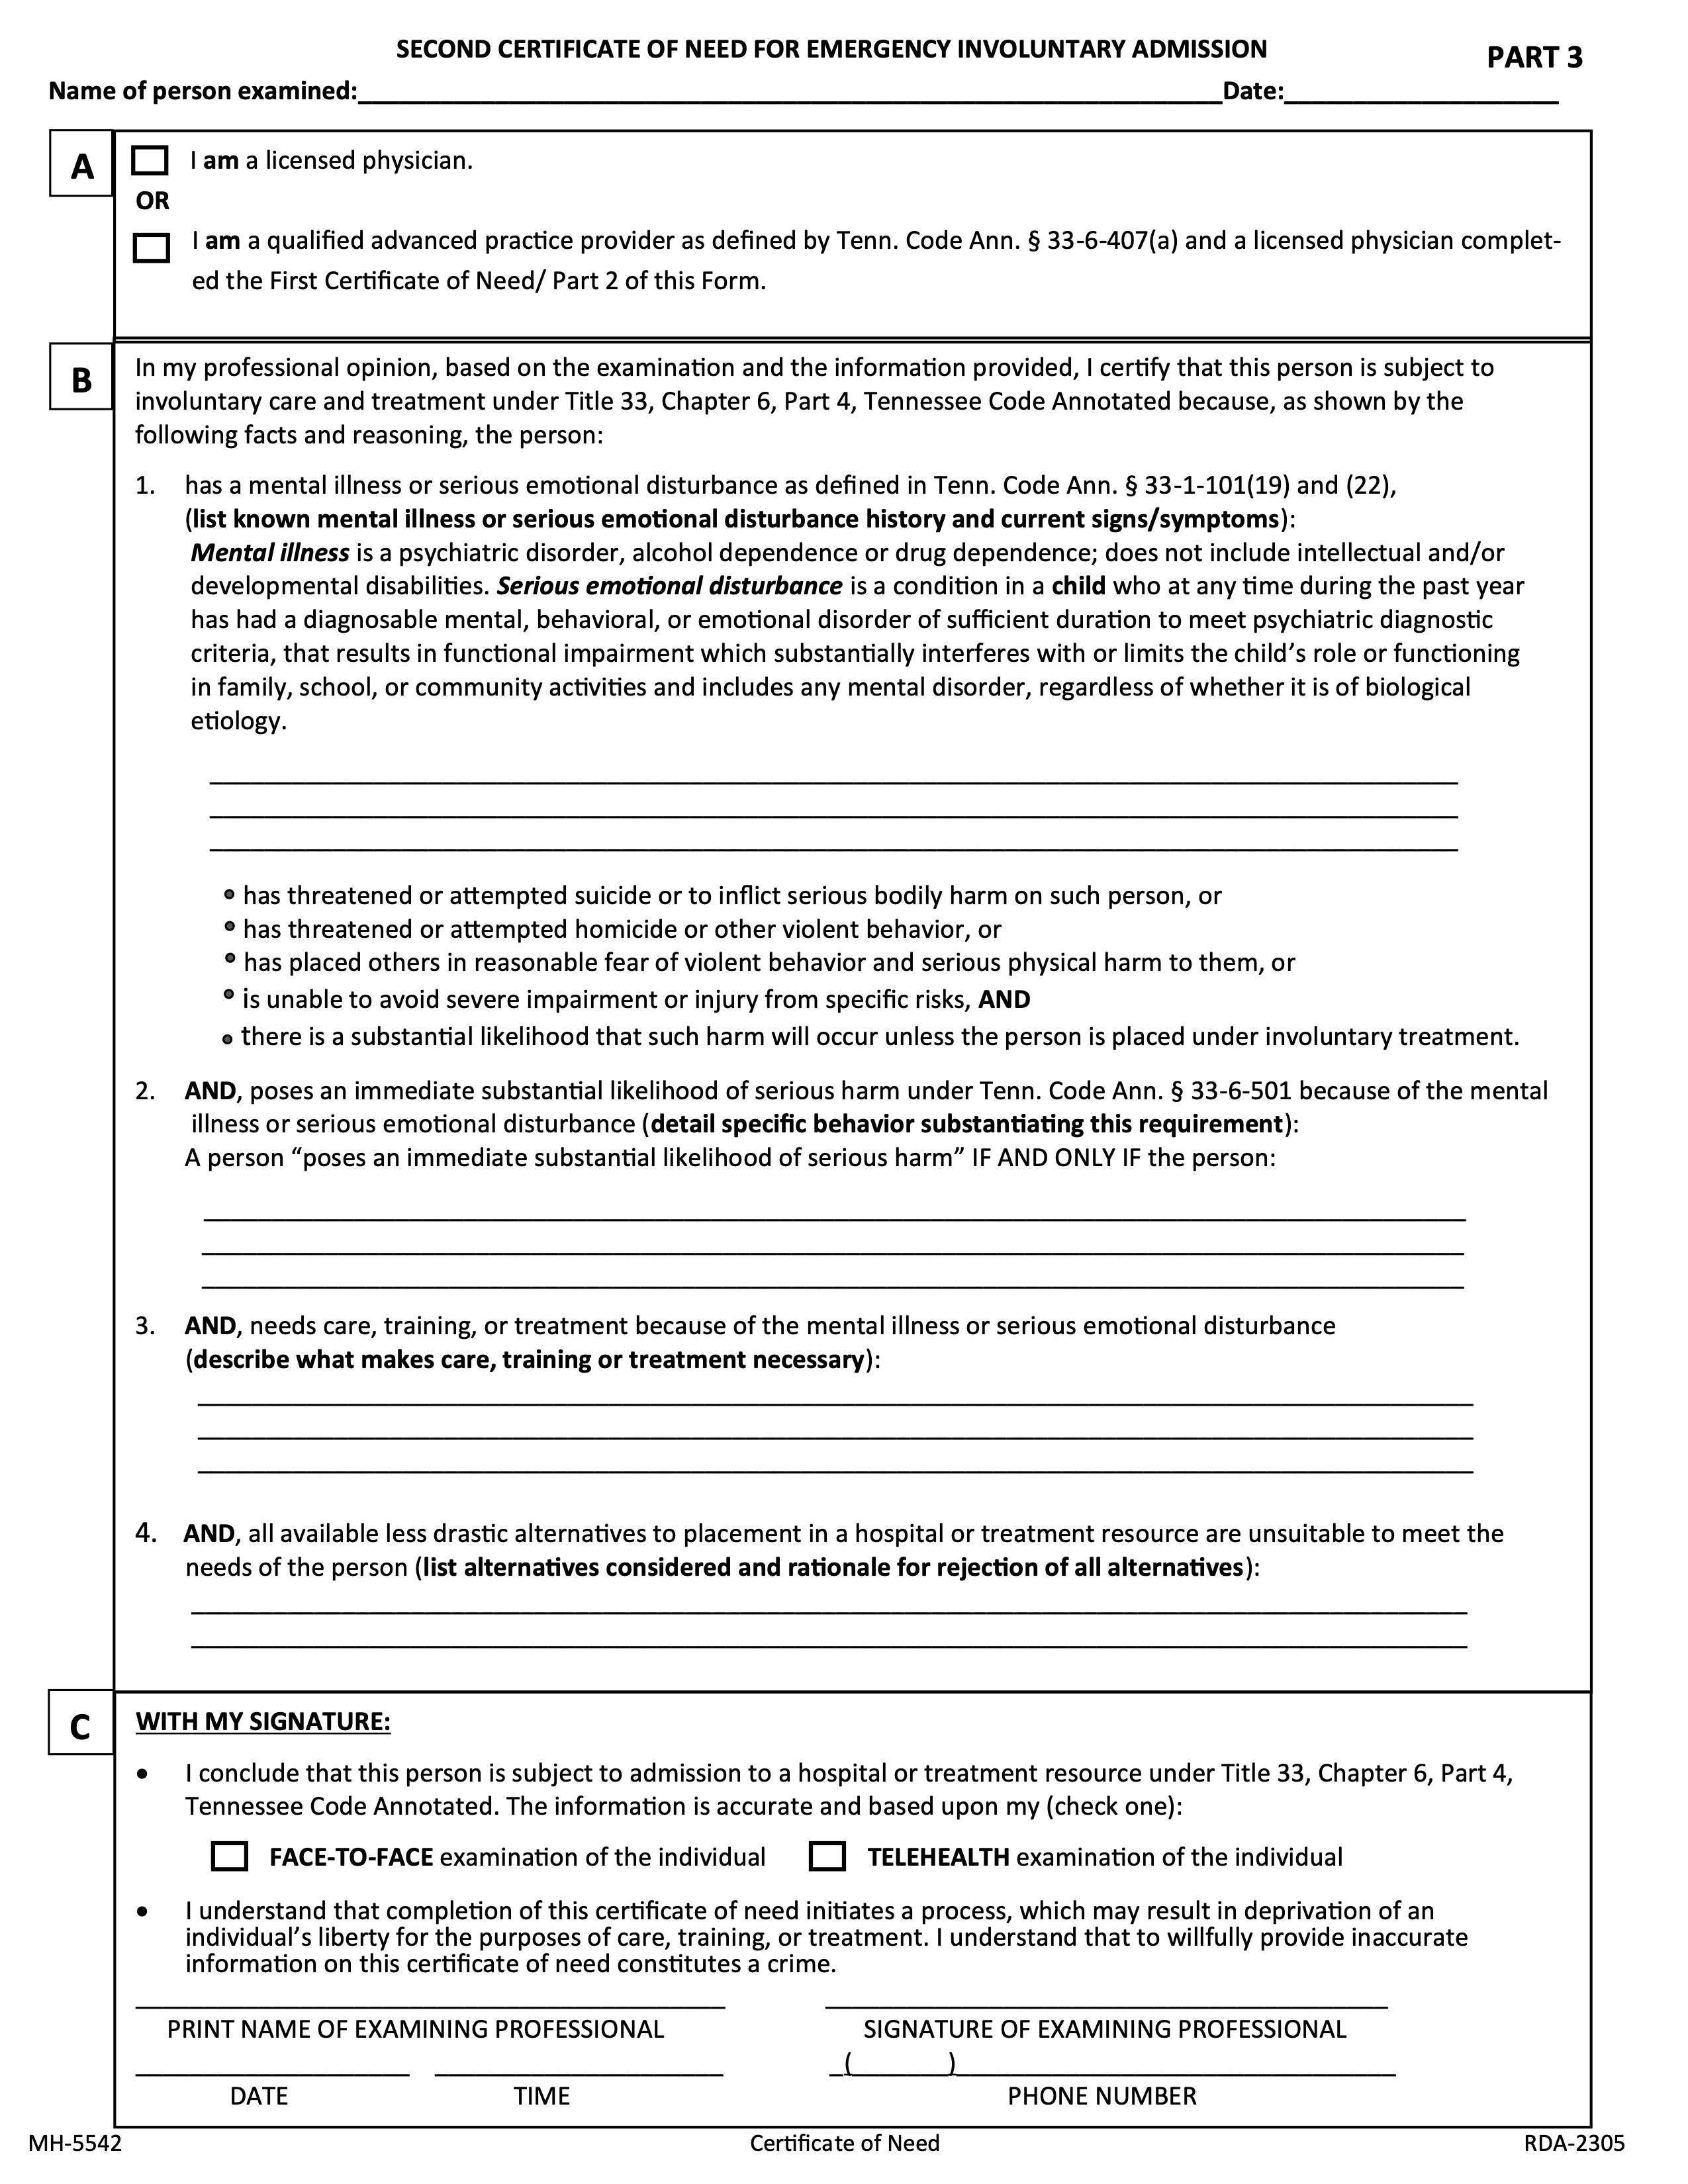 SECOND CERTIFICATE OF NEED FOR EMERGENCY INVOLUNTARY ADMISSION
PART 3
Name of person examined: Date:
A
I am a licensed physician.
OR
I am a qualified advanced practice provider as defined by Tenn. Code Ann. § 33-6-407(a) and a licensed physician complet-
ed the First Certificate of Need/ Part 2 of this Form.
B
In my professional opinion, based on the examination and the information provided, I certify that this person is subject to
involuntary care and treatment under Title 33, Chapter 6, Part 4, Tennessee Code Annotated because, as shown by the
following facts and reasoning, the person:
1. has a mental illness or serious emotional disturbance as defined in Tenn. Code Ann. § 33-1-101(19) and (22),
(list known mental illness or serious emotional disturbance history and current signs/symptoms):
Mental illness is a psychiatric disorder, alcohol dependence or drug dependence; does not include intellectual and/or
developmental disabilities. Serious emotional disturbance is a condition in a child who at any time during the past year
has had a diagnosable mental, behavioral, or emotional disorder of sufficient duration to meet psychiatric diagnostic
criteria, that results in functional impairment which substantially interferes with or limits the child's role or functioning
in family, school, or community activities and includes any mental disorder, regardless of whether it is of biological
etiology.
• has threatened or attempted suicide or to inflict serious bodily harm on such person, or
• has threatened or attempted homicide or other violent behavior, or
• has placed others in reasonable fear of violent behavior and serious physical harm to them, or
• is unable to avoid severe impairment or injury from specific risks, AND
• there is a substantial likelihood that such harm will occur unless the person is placed under involuntary treatment.
2. AND, poses an immediate substantial likelihood of serious harm under Tenn. Code Ann. § 33-6-501 because of the mental
illness or serious emotional disturbance (detail specific behavior substantiating this requirement):
A person “poses an immediate substantial likelihood of serious harm” IF AND ONLY IF the person:
3. AND, needs care, training, or treatment because of the mental illness or serious emotional disturbance
(describe what makes care, training or treatment necessary):
4. AND, all available less drastic alternatives to placement in a hospital or treatment resource are unsuitable to meet the
needs of the person (list alternatives considered and rationale for rejection of all alternatives):
C
WITH MY SIGNATURE:
• I conclude that this person is subject to admission to a hospital or treatment resource under Title 33, Chapter 6, Part 4,
Tennessee Code Annotated. The information is accurate and based upon my (check one):
FACE-TO-FACE examination of the individual TELEHEALTH examination of the individual
• I understand that completion of this certificate of need initiates a process, which may result in deprivation of an
individual's liberty for the purposes of care, training, or treatment. I understand that to willfully provide inaccurate
information on this certificate of need constitutes a crime.
PRINT NAME OF EXAMINING PROFESSIONAL SIGNATURE OF EXAMINING PROFESSIONAL
( )
DATE TIME PHONE NUMBER
MH-5542 Certificate of Need RDA-2305